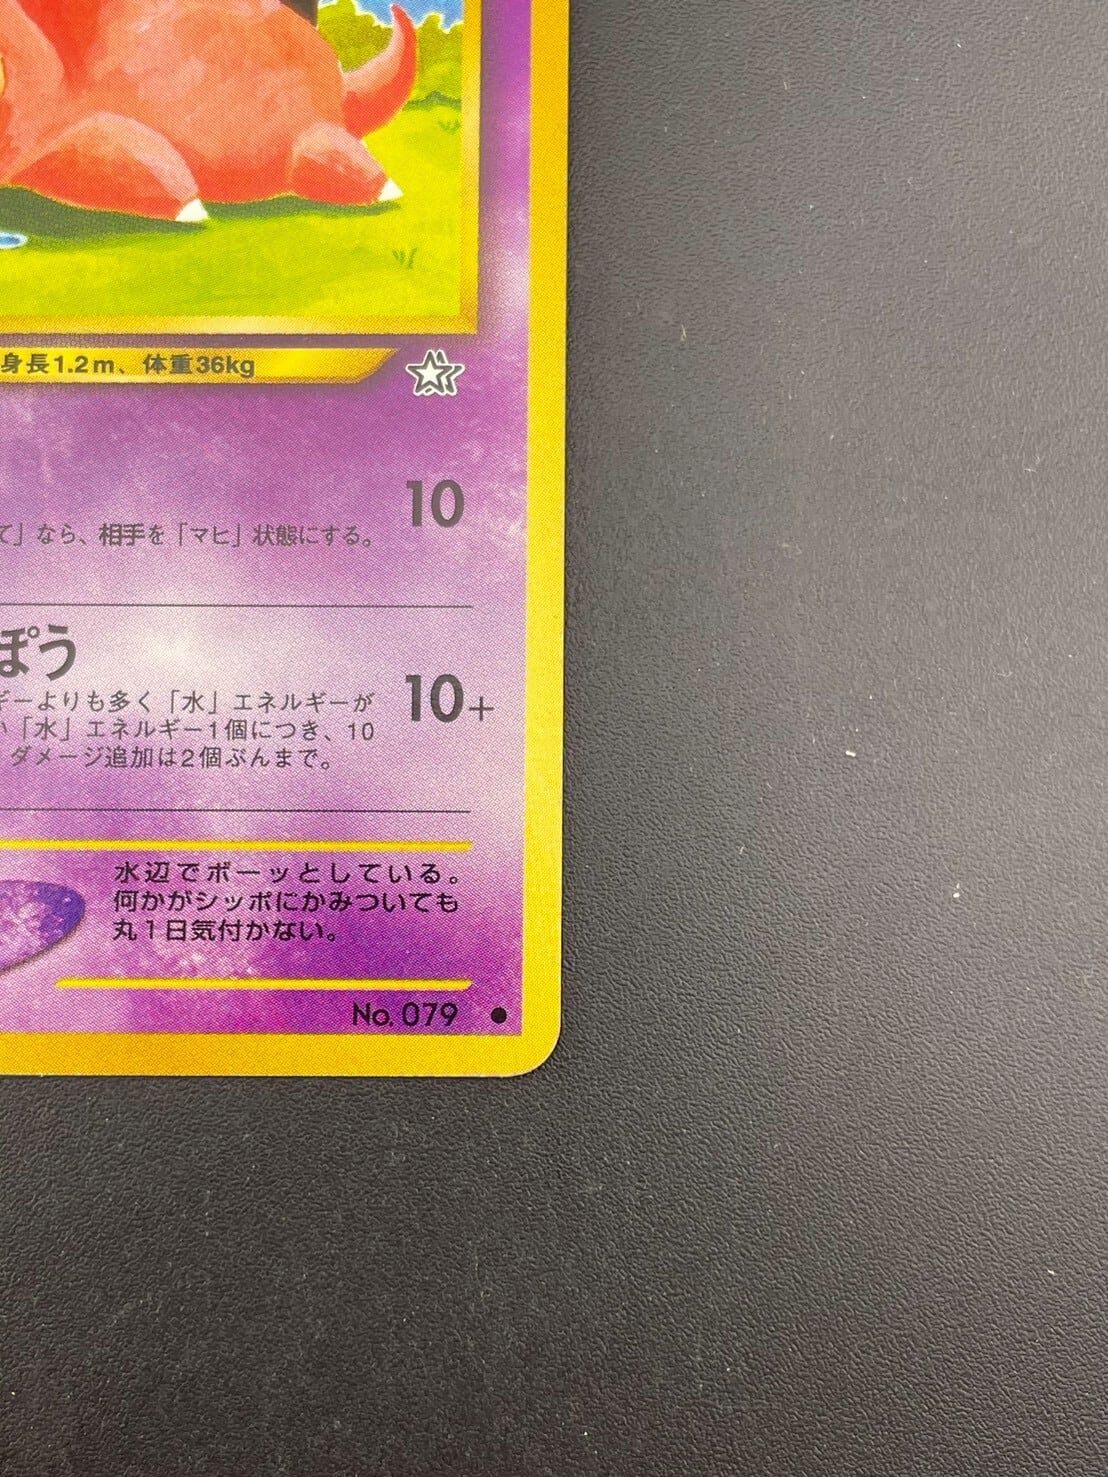 身長1.2m、体重36kg
10
て」なら、相手を「マヒ」状態にする。
ぽう
10+
ギーよりも多く「水」エネルギーが
い「水」エネルギー1個につき、10
ダメージ追加は2個ぶんまで。
水辺でボーッとしている。
何かがシッポにかみついても
丸1日気付かない。
No. 079 ●